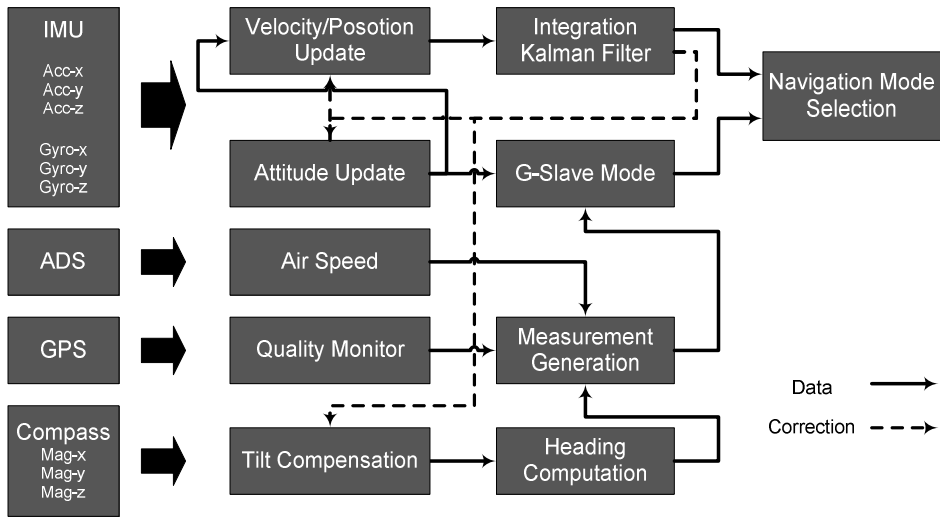 IMU
Acc-x
Acc-y
Acc-z
Gyro-x
Gyro-y
Gyro-z
Velocity/Posotion
Update
Integration
Kalman Filter
Navigation Mode
Selection
Attitude Update
G-Slave Mode
ADS
Air Speed
GPS
Quality Monitor
Measurement
Generation
Compass
Mag-x
Mag-y
Mag-z
Tilt Compensation
Heading
Computation
Data
Correction